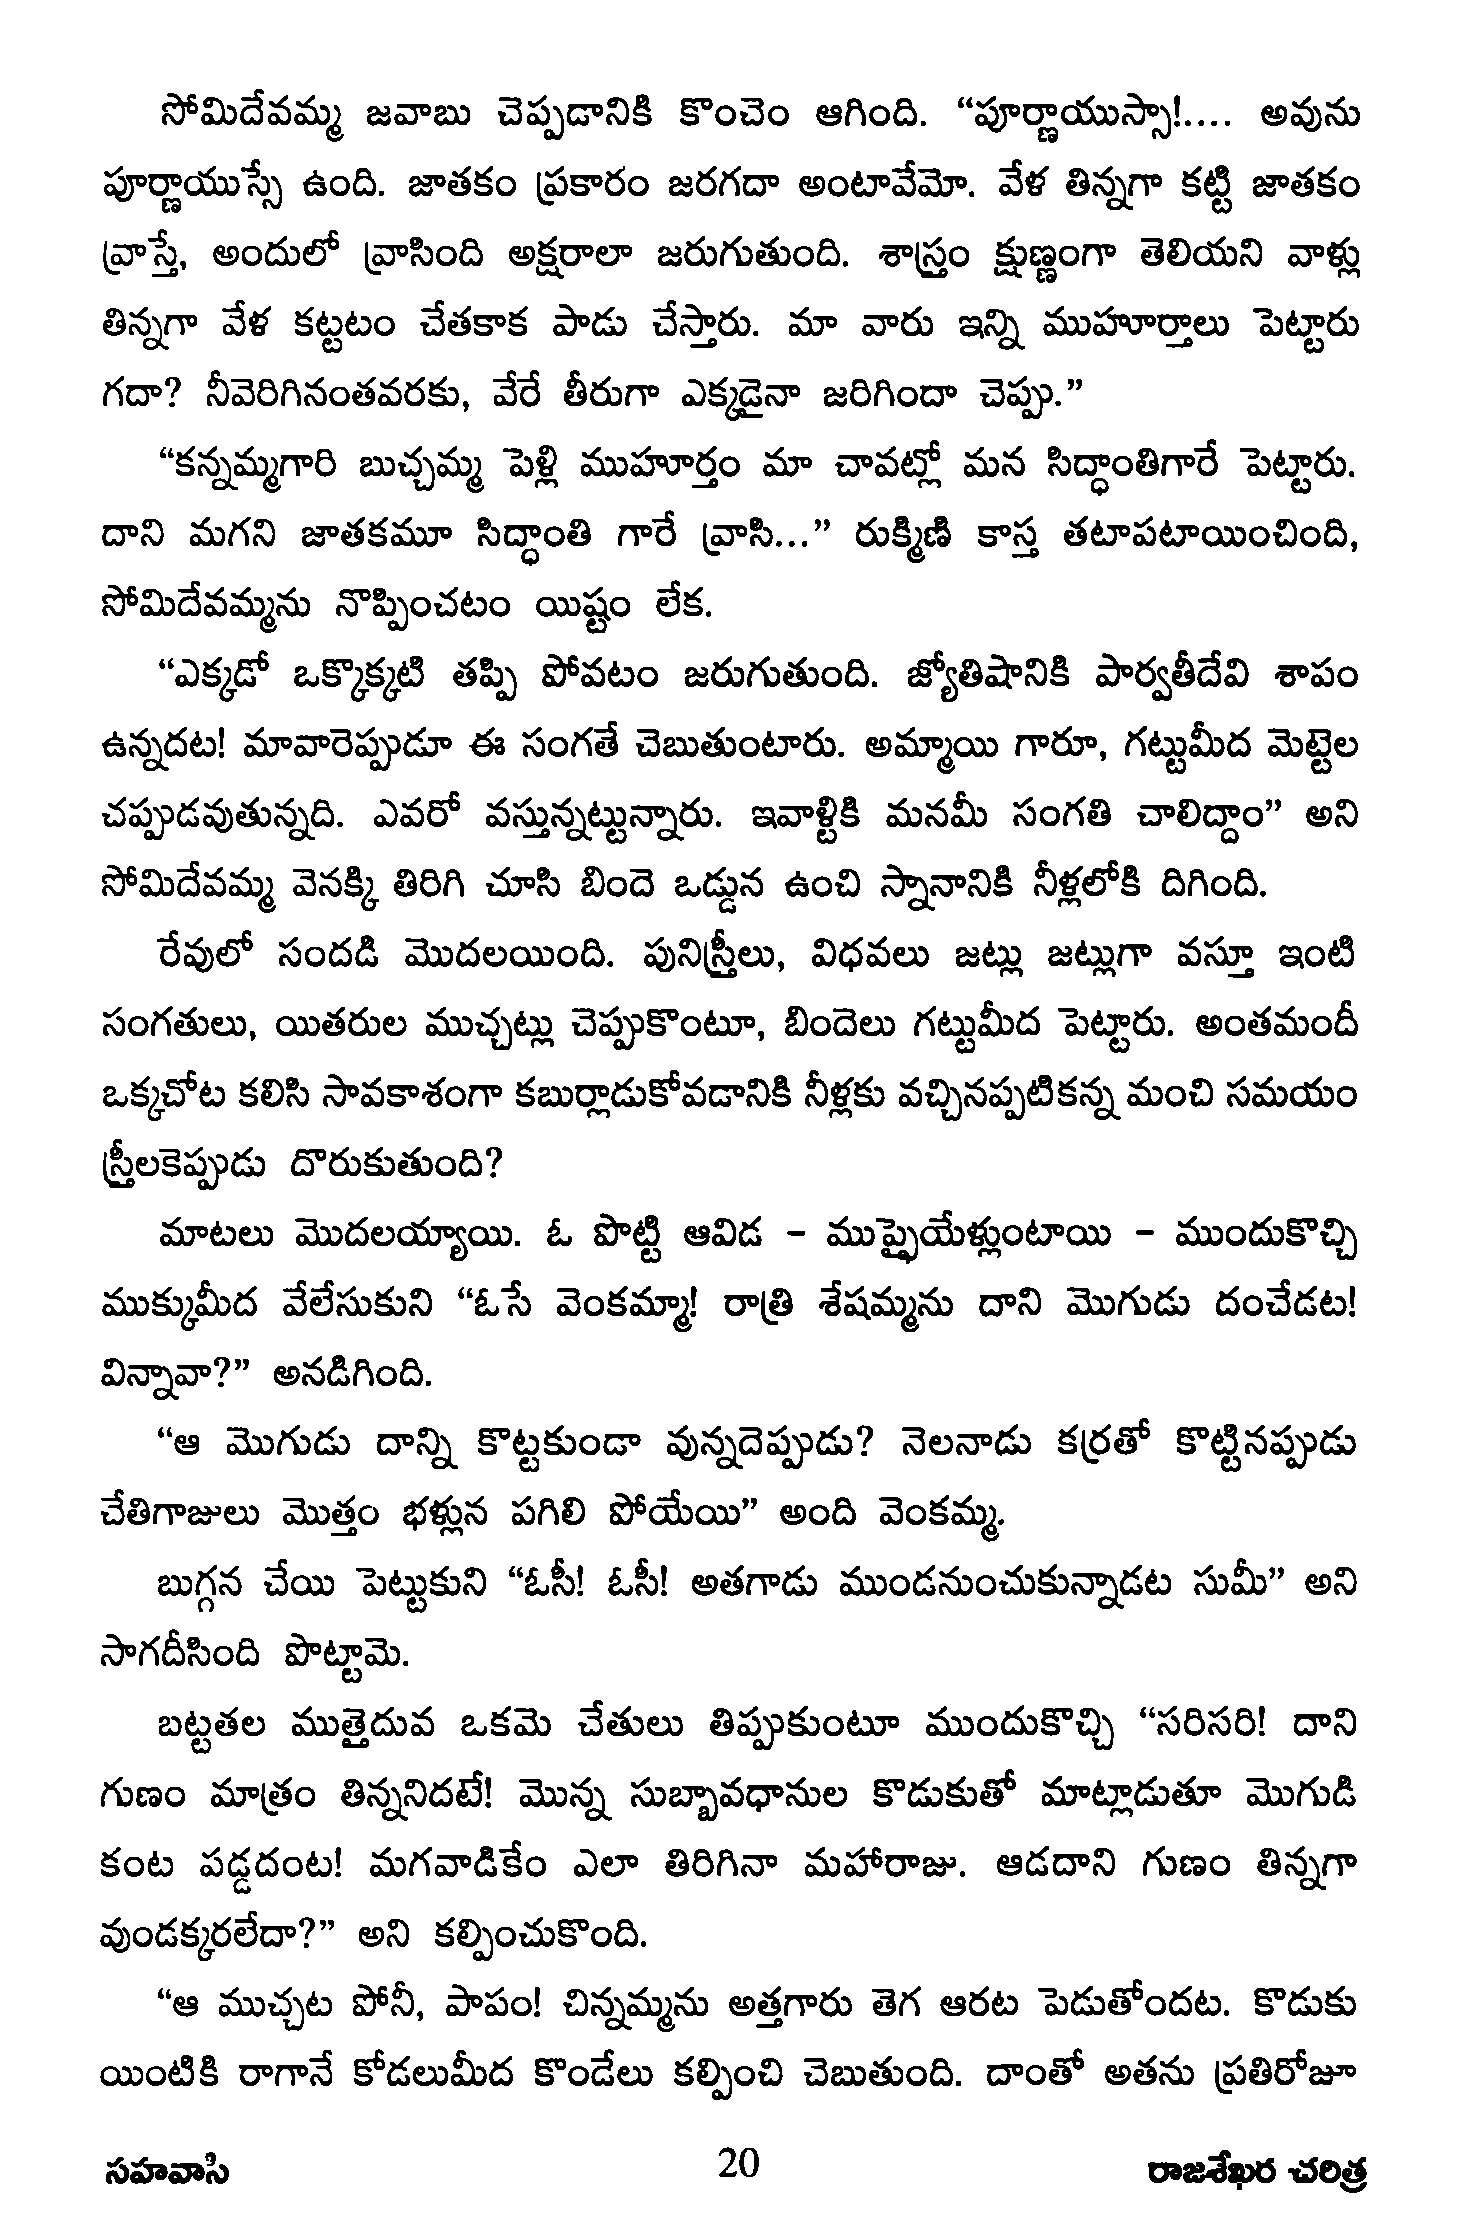 సోమిదేవమ్మ జవాబు చెప్పడానికి కొంచెం ఆగింది. “పూర్ణాయుస్సా!.... అవును
పూర్ణాయుస్సే ఉంది. జాతకం ప్రకారం జరగదా అంటావేమో. వేళ తిన్నగా కట్టి జాతకం
వ్రాస్తే, అందులో వ్రాసింది అక్షరాలా జరుగుతుంది. శాస్త్రం క్షుణ్ణంగా తెలియని వాళ్లు
తిన్నగా వేళ కట్టటం చేతకాక పాడు చేస్తారు. మా వారు ఇన్ని ముహూర్తాలు పెట్టారు
గదా? నీవెరిగినంతవరకు, వేరే తీరుగా ఎక్కడైనా జరిగిందా చెప్పు.”
“కన్నమ్మగారి బుచ్చమ్మ పెళ్లి ముహూర్తం మా చావట్లో మన సిద్ధాంతిగారే పెట్టారు.
దాని మగని జాతకమూ సిద్ధాంతి గారే వ్రాసి...” రుక్మిణి కాస్త తటాపటాయించింది,
సోమిదేవమ్మను నొప్పించటం యిష్టం లేక.
“ఎక్కడో ఒక్కొక్కటి తప్పి పోవటం జరుగుతుంది. జ్యోతిషానికి పార్వతీదేవి శాపం
ఉన్నదట! మావారెప్పుడూ ఈ సంగతే చెబుతుంటారు. అమ్మాయి గారూ, గట్టుమీద మెట్టెల
చప్పుడవుతున్నది. ఎవరో వస్తున్నట్టున్నారు. ఇవాళ్టికి మనమీ సంగతి చాలిద్దాం” అని
సోమిదేవమ్మ వెనక్కి తిరిగి చూసి బిందె ఒడ్డున ఉంచి స్నానానికి నీళ్లలోకి దిగింది.
రేవులో సందడి మొదలయింది. పునిస్త్రీలు, విధవలు జట్లు జట్లుగా వస్తూ ఇంటి
సంగతులు, యితరుల ముచ్చట్లు చెప్పుకొంటూ, బిందెలు గట్టుమీద పెట్టారు. అంతమందీ
ఒక్కచోట కలిసి సావకాశంగా కబుర్లాడుకోవడానికి నీళ్లకు వచ్చినప్పటికన్న మంచి సమయం
స్త్రీలకెప్పుడు దొరుకుతుంది?
మాటలు మొదలయ్యాయి. ఓ పొట్టి ఆవిడ – ముప్ఫైయేళ్లుంటాయి – ముందుకొచ్చి
ముక్కుమీద వేలేసుకుని “ఓసే వెంకమ్మా! రాత్రి శేషమ్మను దాని మొగుడు దంచేడట!
విన్నావా?” అనడిగింది.
“ఆ మొగుడు దాన్ని కొట్టకుండా వున్నదెప్పుడు? నెలనాడు కర్రతో కొట్టినప్పుడు
చేతిగాజులు మొత్తం భళ్లున పగిలి పోయేయి” అంది వెంకమ్మ.
బుగ్గన చేయి పెట్టుకుని “ఓసీ! ఓసీ! అతగాడు ముండనుంచుకున్నాడట సుమీ” అని
సాగదీసింది పొట్టామె.
బట్టతల ముత్తైదువ ఒకమె చేతులు తిప్పుకుంటూ ముందుకొచ్చి “సరిసరి! దాని
గుణం మాత్రం తిన్ననిదటే! మొన్న సుబ్బావధానుల కొడుకుతో మాట్లాడుతూ మొగుడి
కంట పడ్డదంట! మగవాడికేం ఎలా తిరిగినా మహారాజు. ఆడదాని గుణం తిన్నగా
వుండక్కరలేదా?” అని కల్పించుకొంది.
“ఆ ముచ్చట పోనీ, పాపం! చిన్నమ్మను అత్తగారు తెగ ఆరట పెడుతోందట. కొడుకు
యింటికి రాగానే కోడలుమీద కొండేలు కల్పించి చెబుతుంది. దాంతో అతను ప్రతిరోజూ
సహవాసి 20 రాజశేఖర చరిత్ర